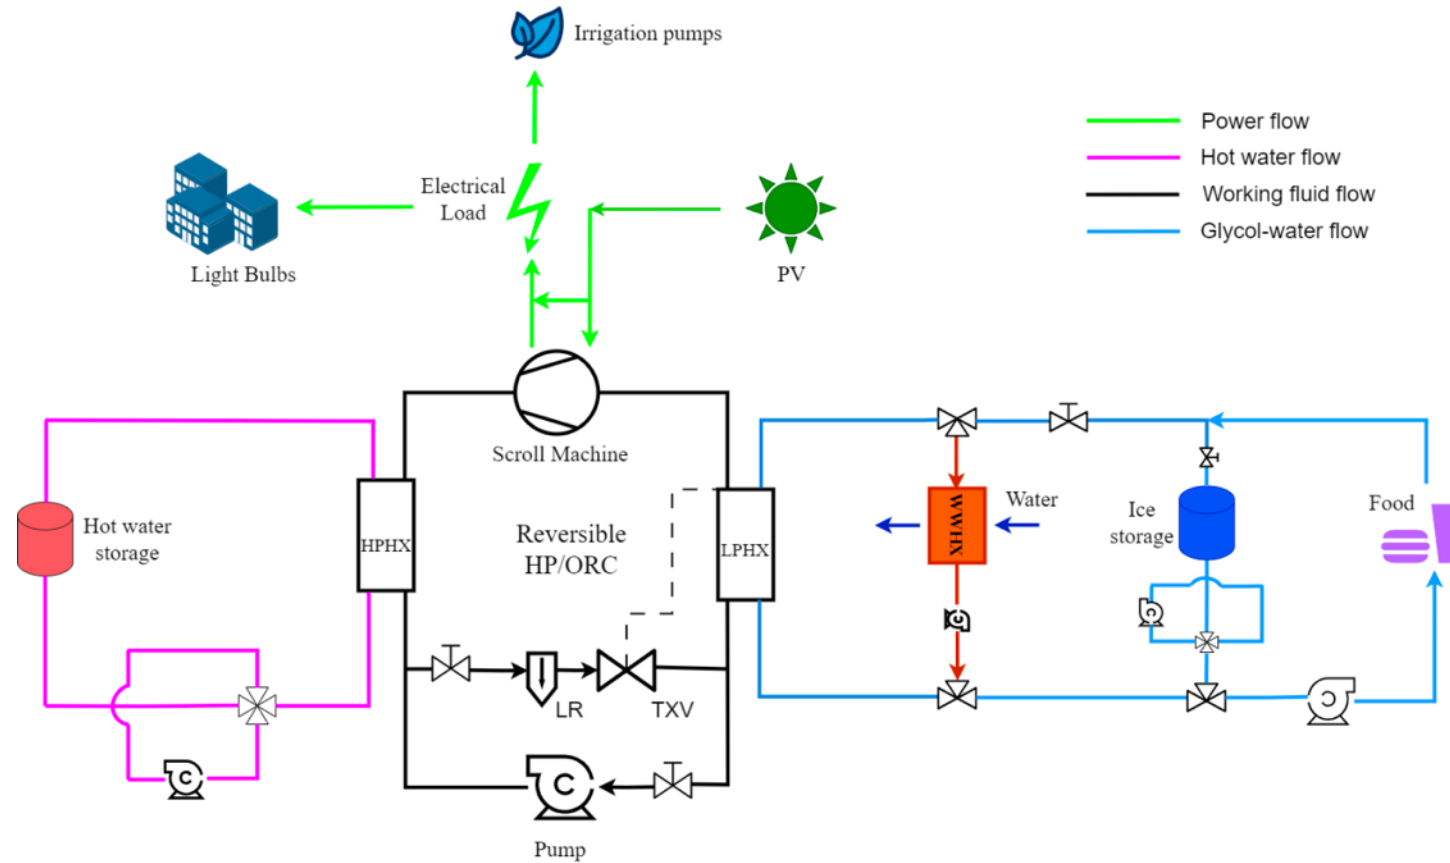 Irrigation pumps
Power flow
Hot water flow
Working fluid flow
Glycol-water flow
Electrical
Load
Light Bulbs
PV
Scroll Machine
Hot water
storage
HPHX
Reversible
HP/ORC
LPHX
WWHX
Water
Ice
storage
Food
LR
TXV
C
C
C
C
C
Pump